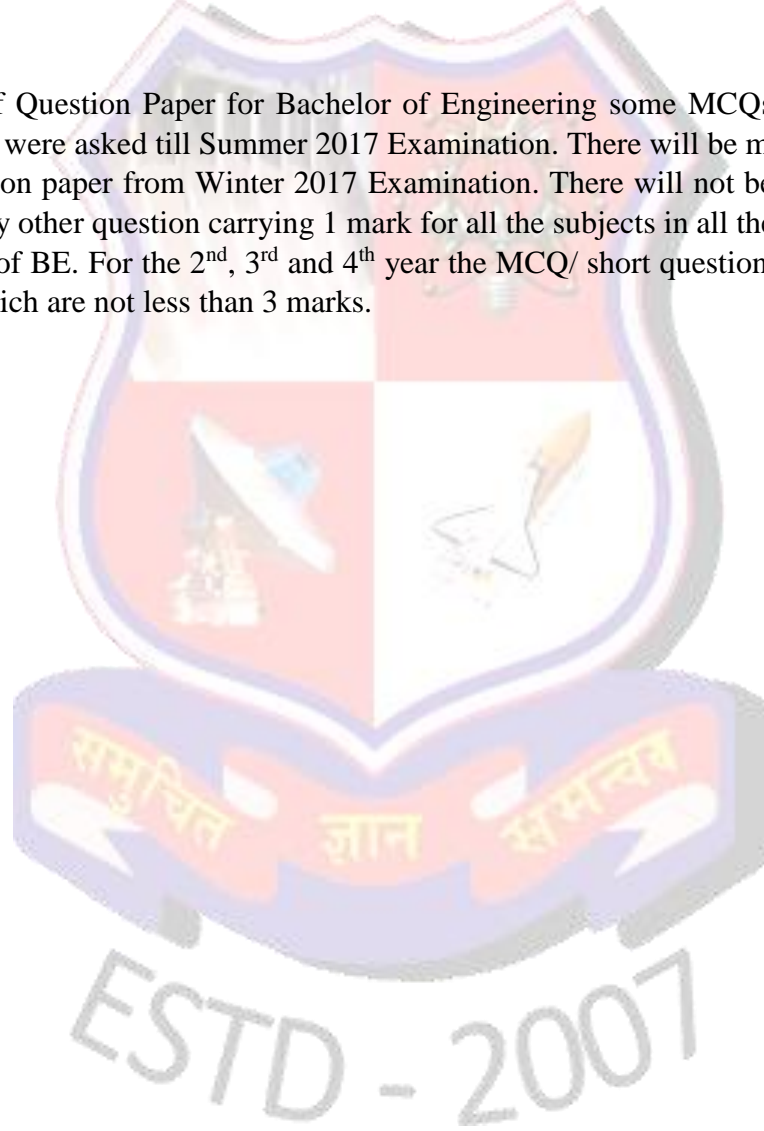 f Question Paper for Bachelor of Engineering some MCQs
were asked till Summer 2017 Examination. There will be m
on paper from Winter 2017 Examination. There will not be
y other question carrying 1 mark for all the subjects in all the
of BE. For the 2nd, 3rd and 4th year the MCQ/ short question
ich are not less than 3 marks.
समुचित ज्ञान समन्वय
ESTD - 2007